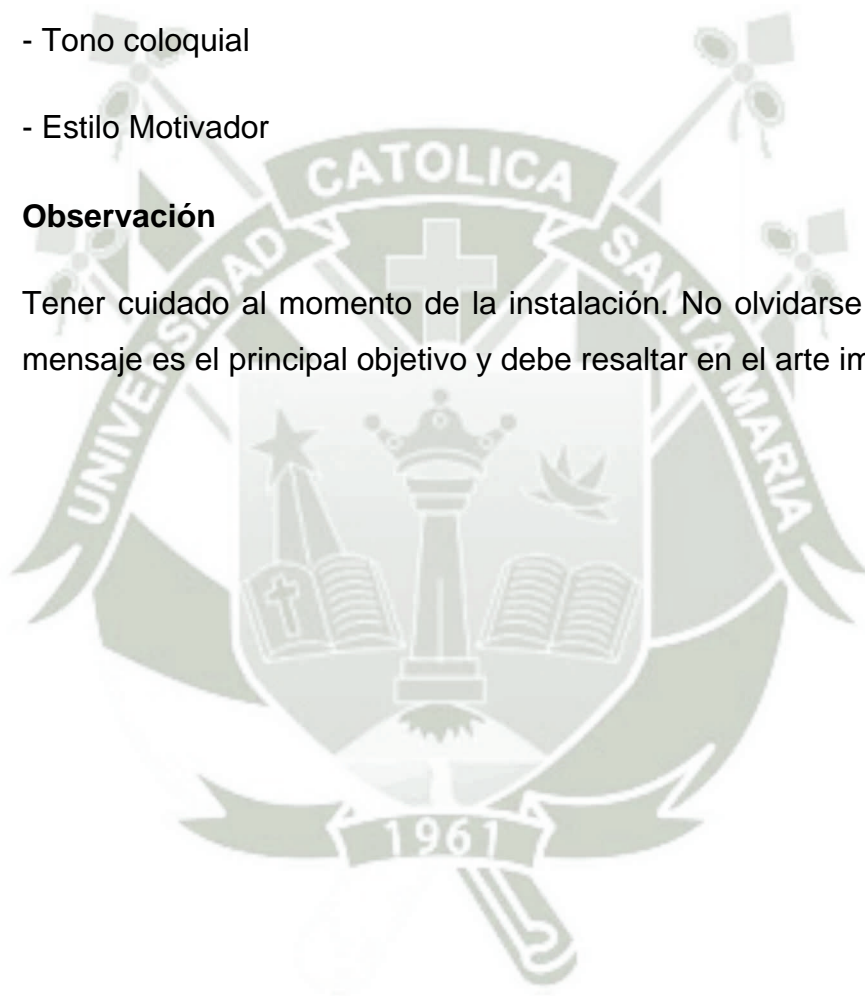 - Tono coloquial
- Estilo Motivador
Observación
Tener cuidado al momento de la instalación. No olvidarse
mensaje es el principal objetivo y debe resaltar en el arte
UNIVERSIDAD CATOLICA SANTA MARIA
1961